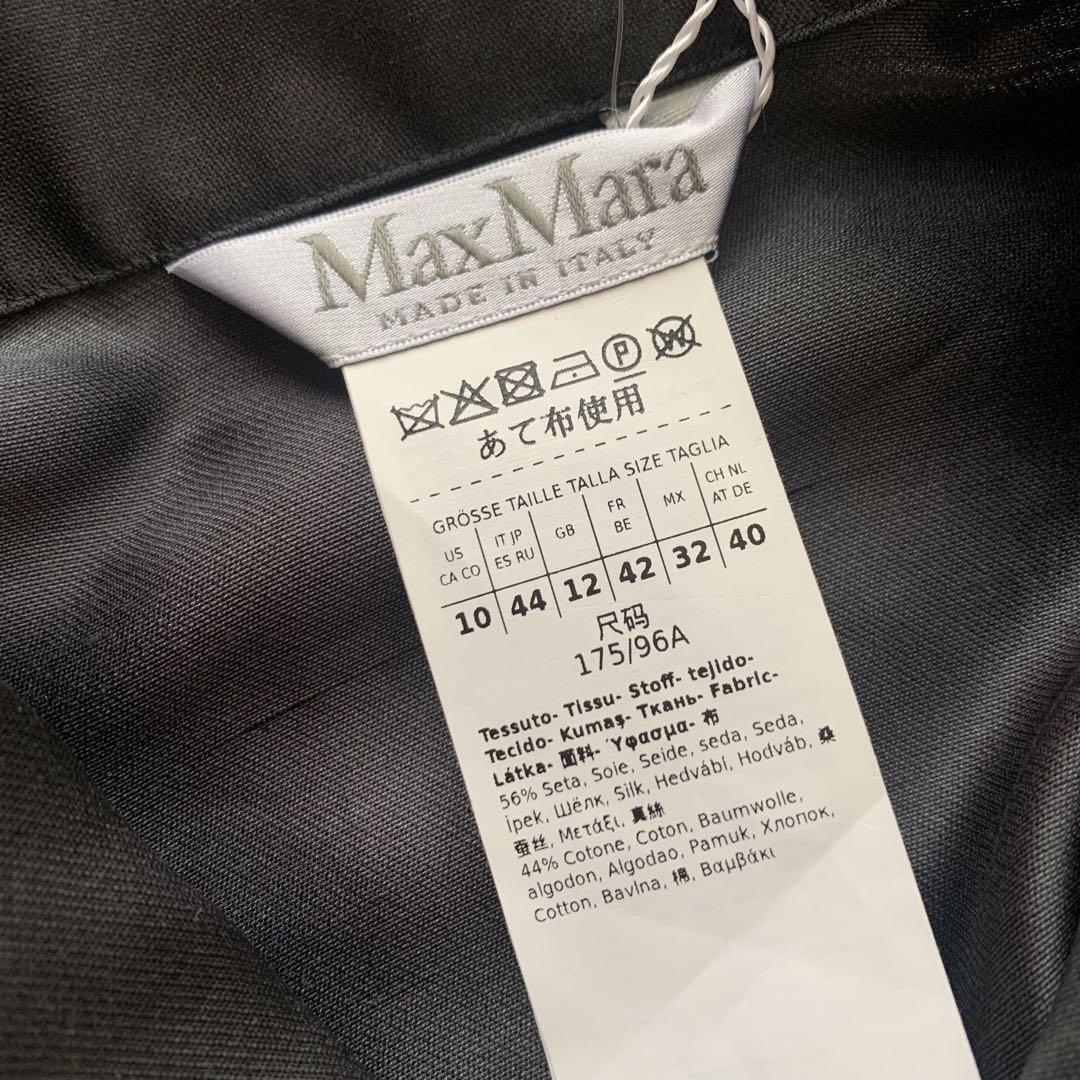 MaxMara
MADE IN ITALY
P W
あて布使用
GRÖSSE TAILLE TALLA SIZE TAGLIA
US CA CO | IT JP ES RU | GB | FR BE | MX | CH NL AT DE
10 | 44 | 12 | 42 | 32 | 40
尺码
175/96A
Tessuto- Tissu- Stoff- tejido-
Tecido- Kumaş- Ткань- Fabric-
Látka- 面料- Ύφασμα- 布
56% Seta, Soie, Seide, seda, Seda,
İpek, Шёлк, Silk, Hedvábí, Hodváb, 桑
蚕丝, Μετάξι, 真絲
44% Cotone, Coton, Baumwolle,
algodon, Algodao, Pamuk, Хлопок,
Cotton, Bavlna, 棉, Βαμβάκι